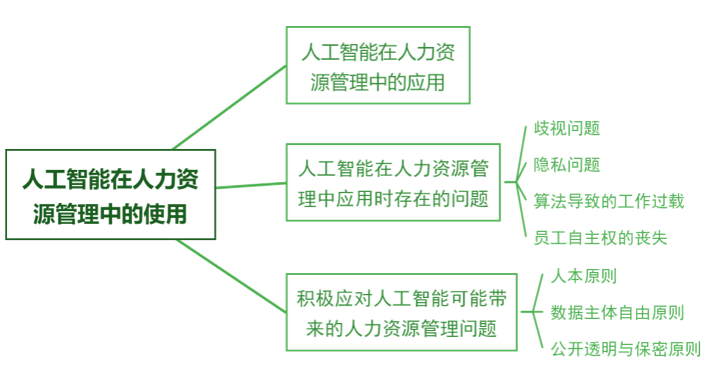 人工智能在人力资
源管理中的使用
人工智能在人力资
源管理中的应用
人工智能在人力资源管
理中应用时存在的问题
歧视问题
隐私问题
算法导致的工作过载
员工自主权的丧失
积极应对人工智能可能带
来的人力资源管理问题
人本原则
数据主体自由原则
公开透明与保密原则